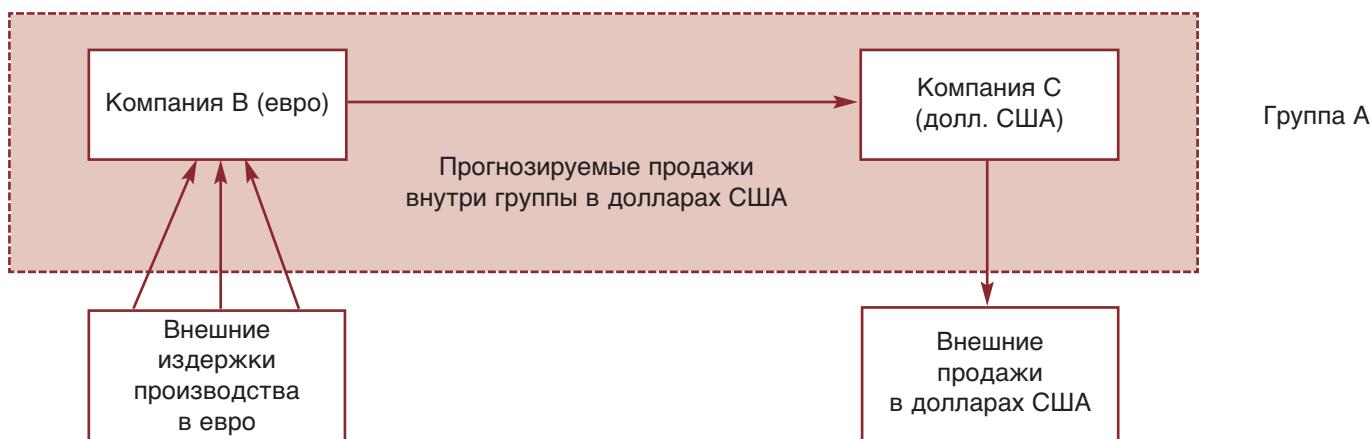 Компания B (евро)
Компания C
(долл. США)
Группа A
Прогнозируемые продажи
внутри группы в долларах США
Внешние
издержки
производства
в евро
Внешние
продажи
в долларах США